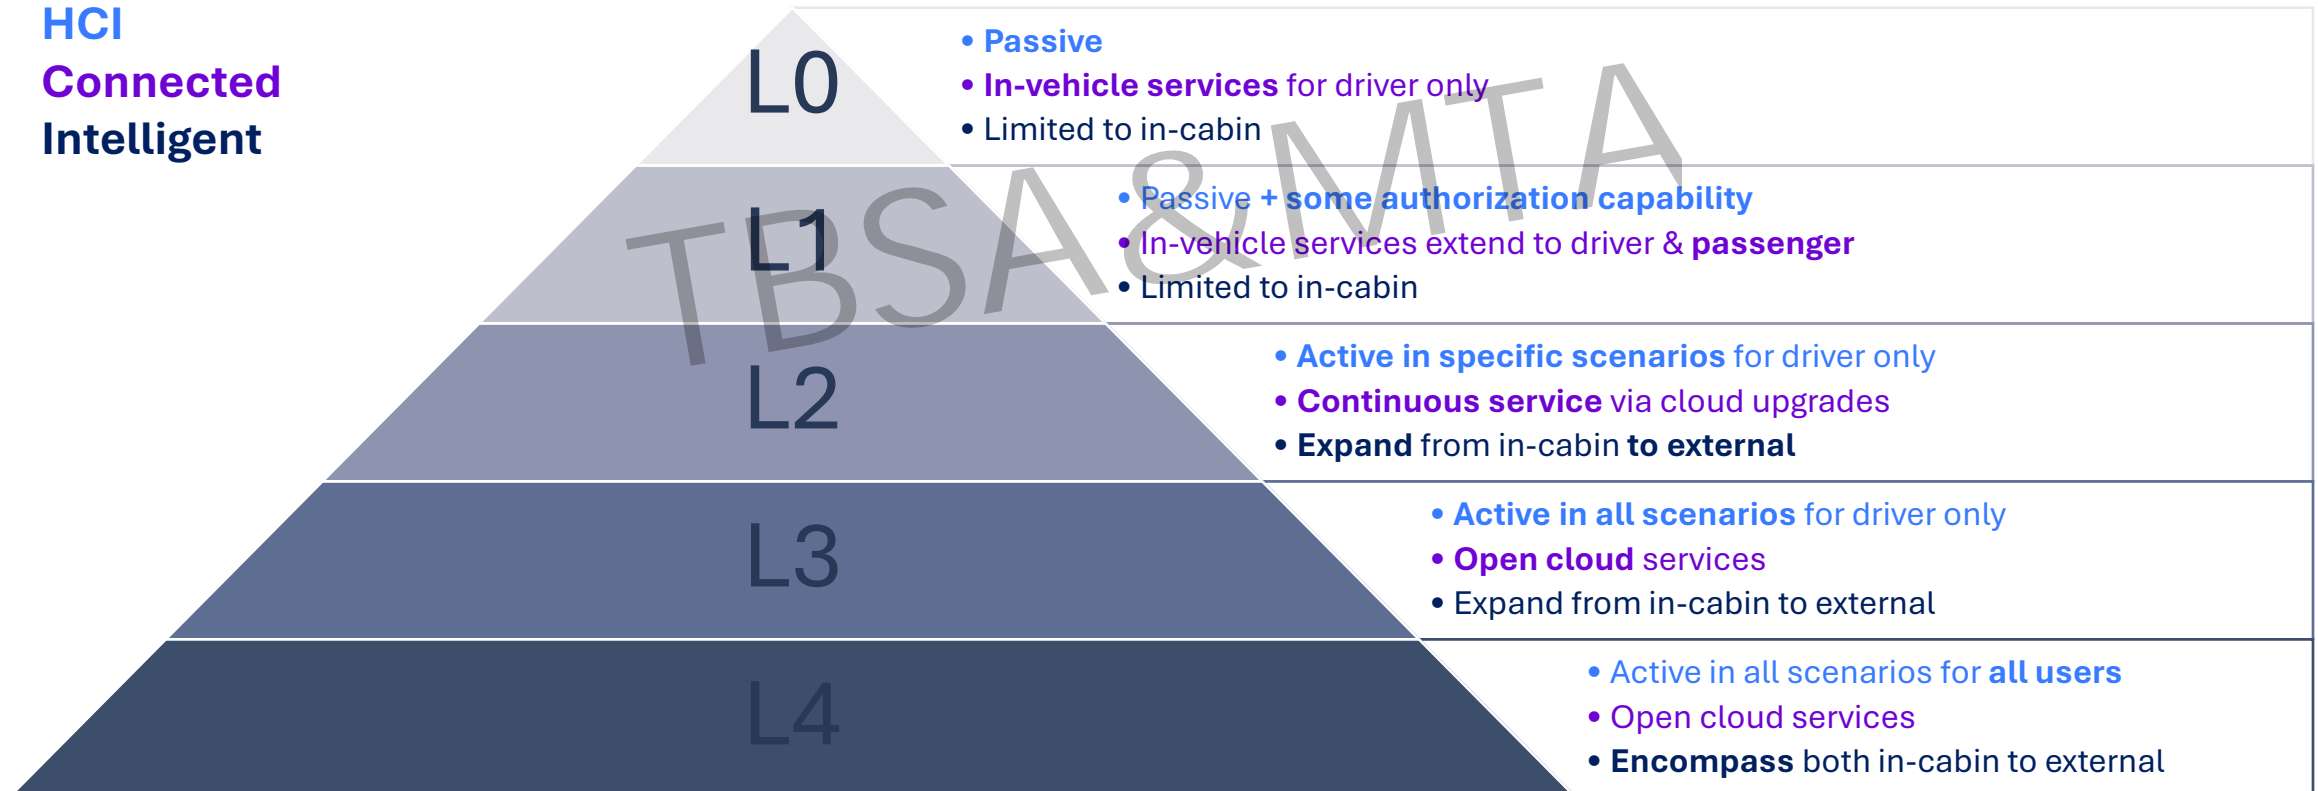 HCI
Connected
Intelligent
L0
• Passive
• In-vehicle services for driver only
• Limited to in-cabin
L1
• Passive + some authorization capability
• In-vehicle services extend to driver & passenger
• Limited to in-cabin
L2
• Active in specific scenarios for driver only
• Continuous service via cloud upgrades
• Expand from in-cabin to external
L3
• Active in all scenarios for driver only
• Open cloud services
• Expand from in-cabin to external
L4
• Active in all scenarios for all users
• Open cloud services
• Encompass both in-cabin to external
TBSA&MTA